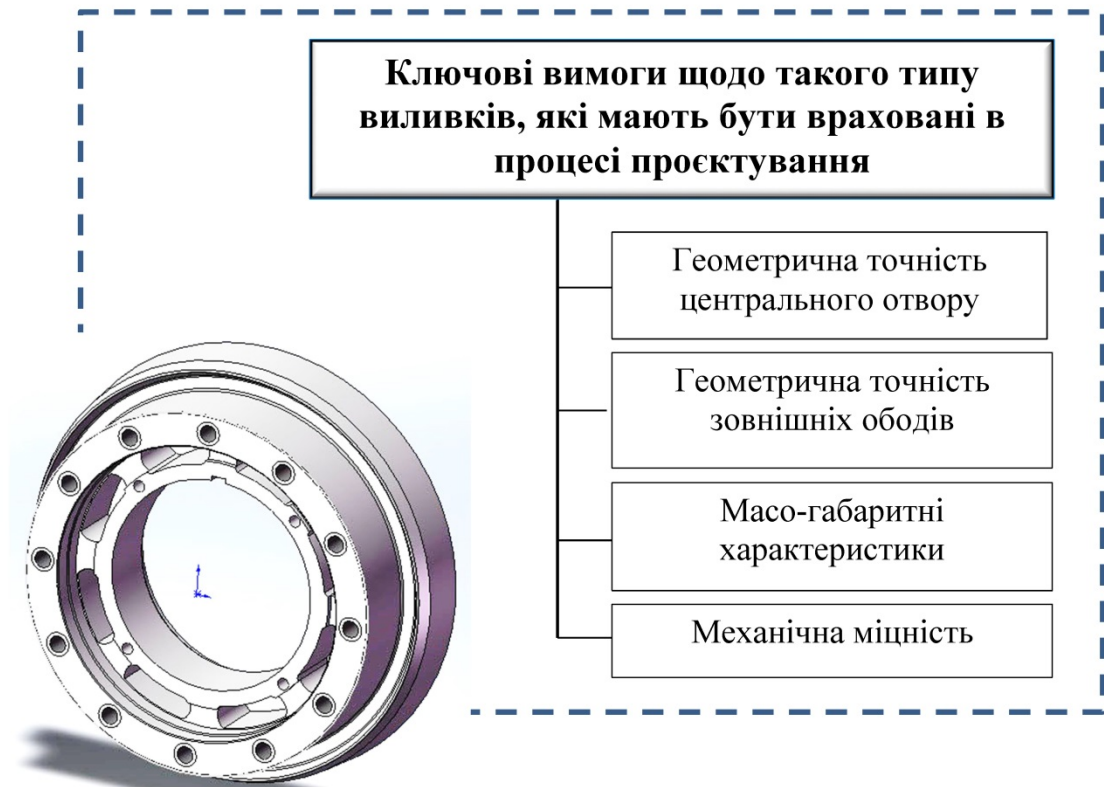 Ключові вимоги щодо такого типу
виливків, які мають бути враховані в
процесі проєктування
Геометрична точність
центрального отвору
Геометрична точність
зовнішніх ободів
Масо-габаритні
характеристики
Механічна міцність